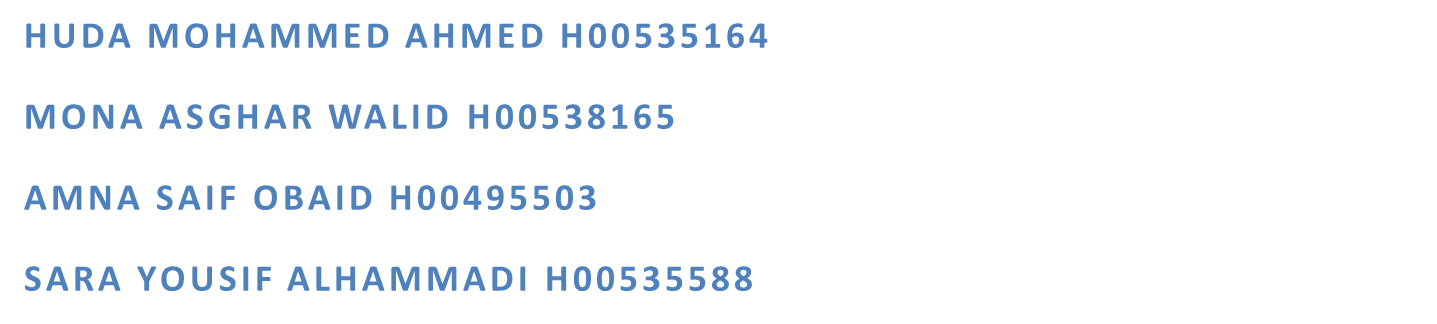 HUDA MOHAMMED AHMED H00535164
MONA ASGHAR WALID H00538165
AMNA SAIF OBAID H00495503
SARA YOUSIF ALHAMMADI H00535588